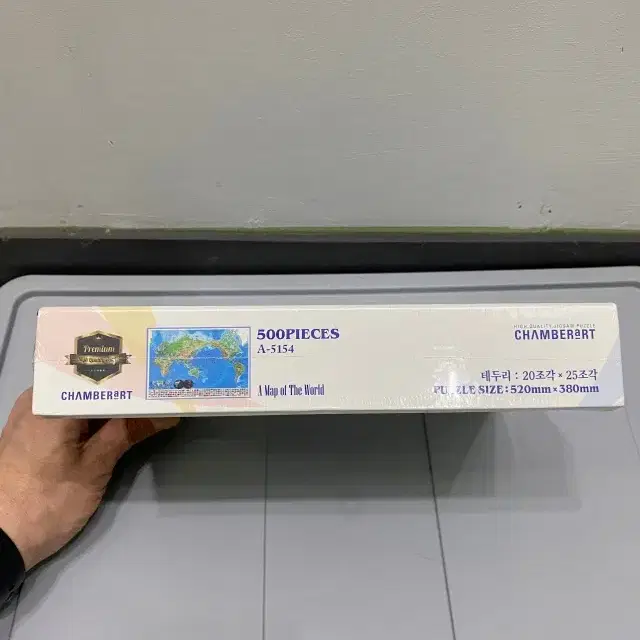 Premium
CHAMBERaRT
500PIECES
A-5154
A Map of The World
HIGH QUALITY JIGSAW PUZZLE
CHAMBERaRT
테두리 : 20조각 × 25조각
PUZZLE SIZE : 520mm × 380mm